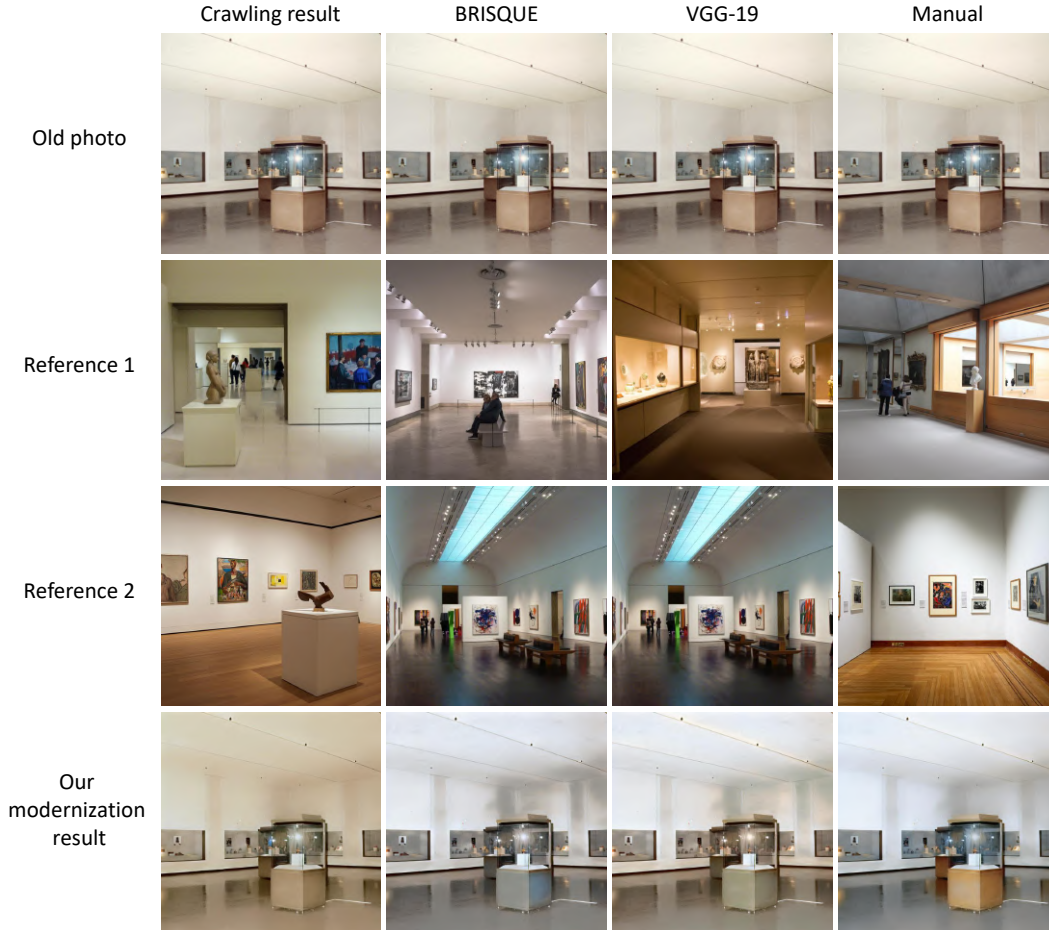 Crawling result BRISQUE VGG-19 Manual
Old photo
Reference 1
Reference 2
Our
modernization
result